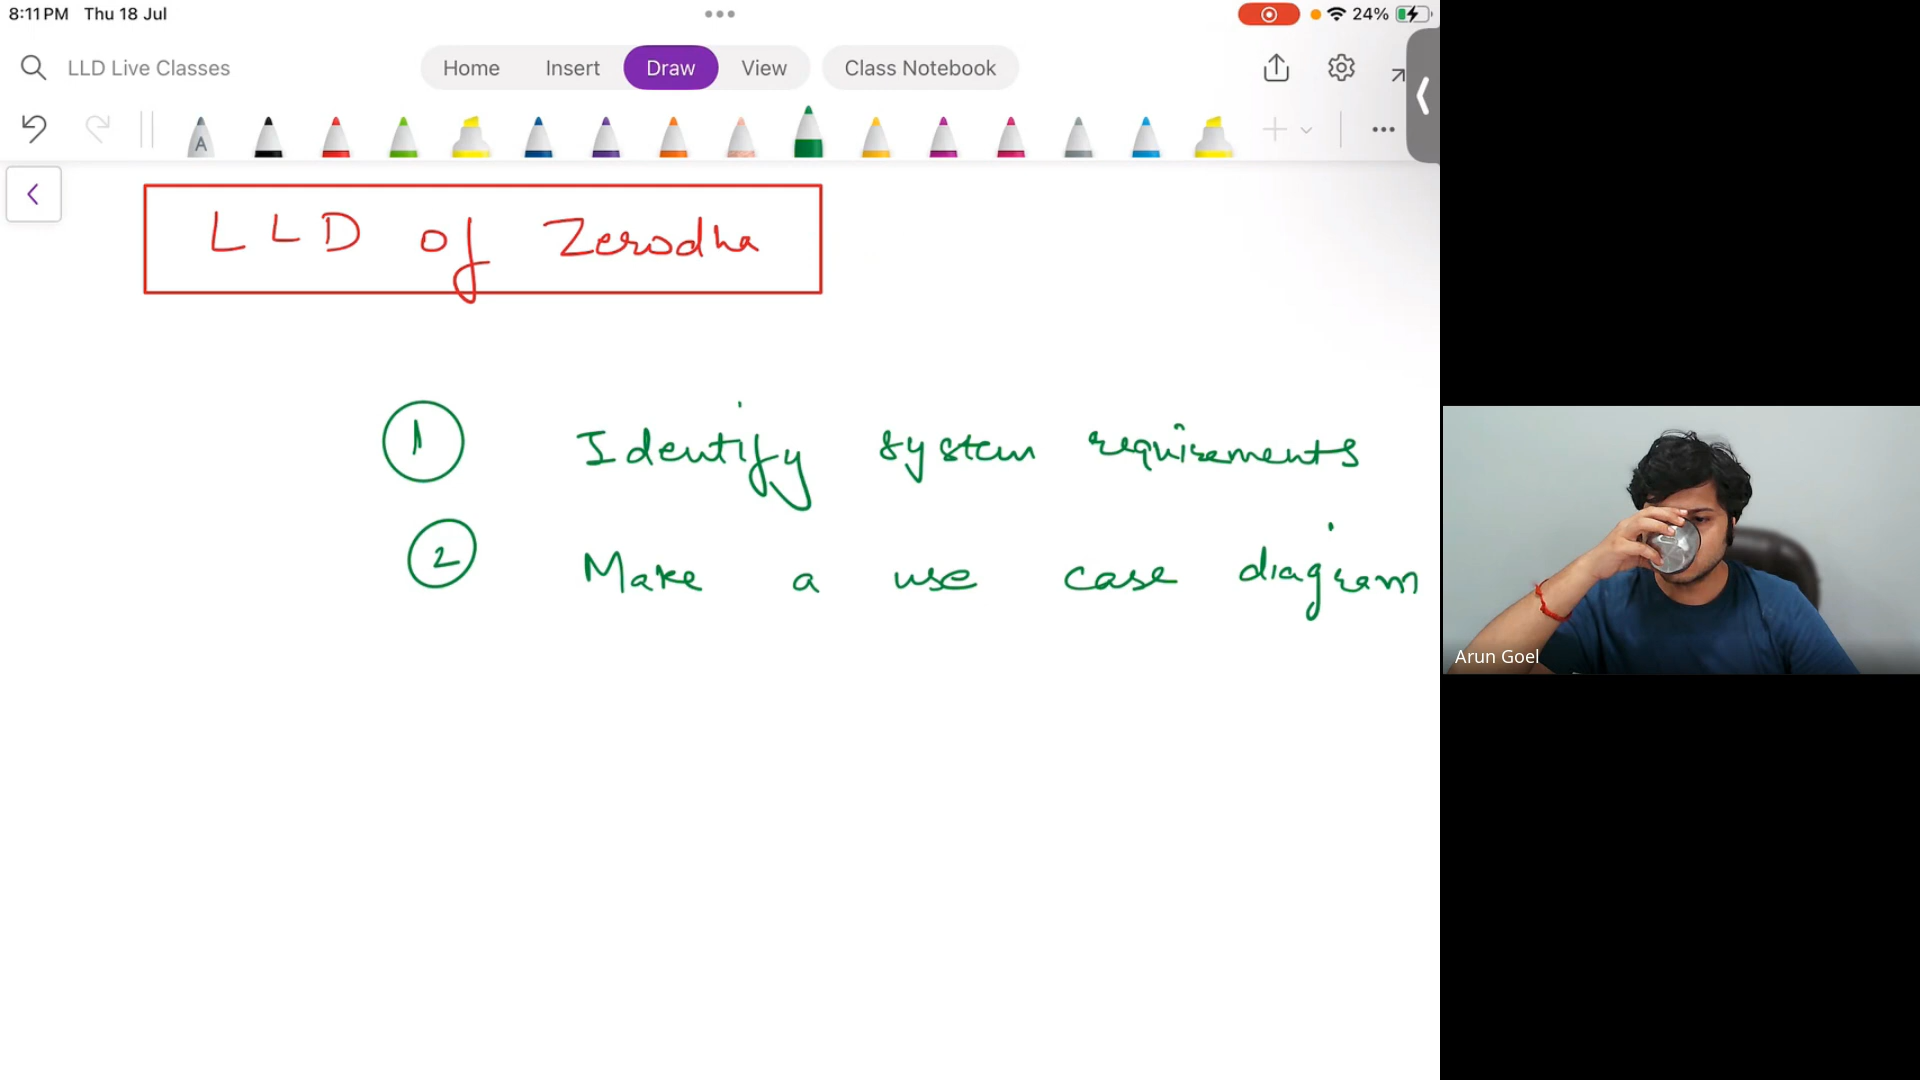 8:11 PM Thu 18 Jul
24%
LLD Live Classes
Home Insert Draw View Class Notebook
A
LLD of Zerodha
1 Identify system requirements
2 Make a use case diagram
Arun Goel